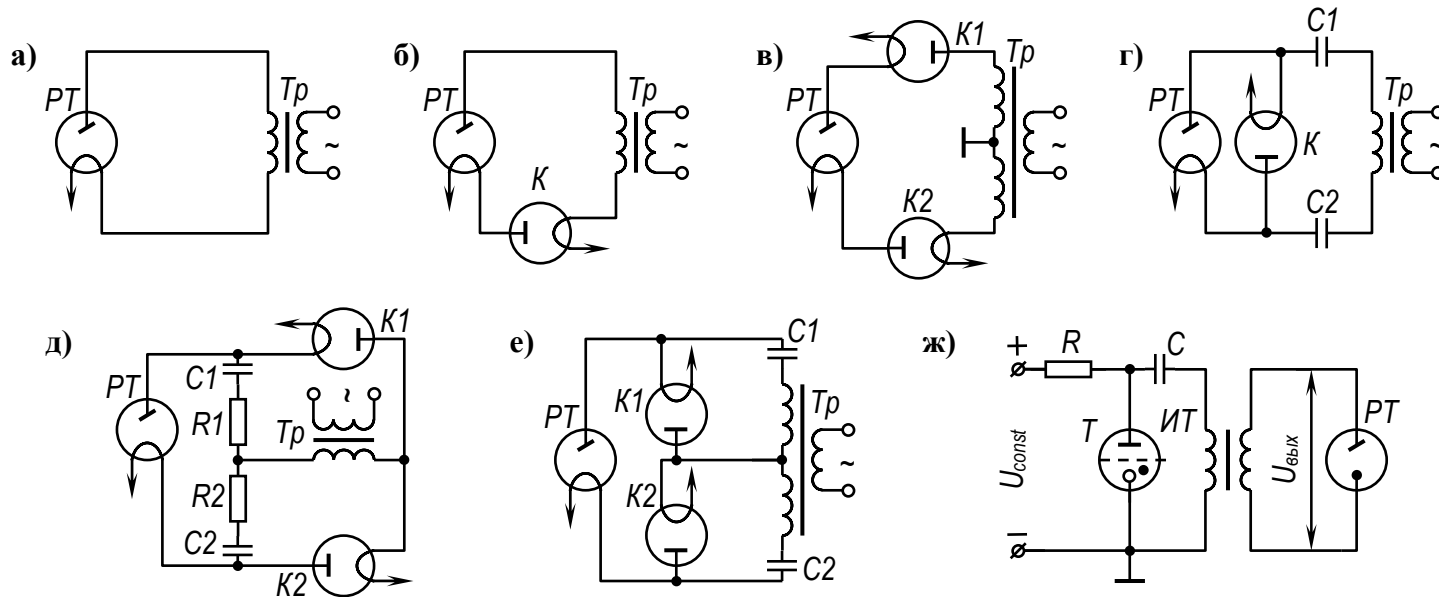 а)
РТ
Тр
~
б)
РТ
Тр
~
К
в)
К1
Тр
РТ
~
К2
г)
С1
РТ
Тр
К
~
С2
д)
К1
РТ
С1
~
R1
Тр
R2
С2
К2
е)
С1
К1
Тр
РТ
~
К2
С2
ж)
+
R
С
Uconst
Т
ИТ
Uвых
РТ
−